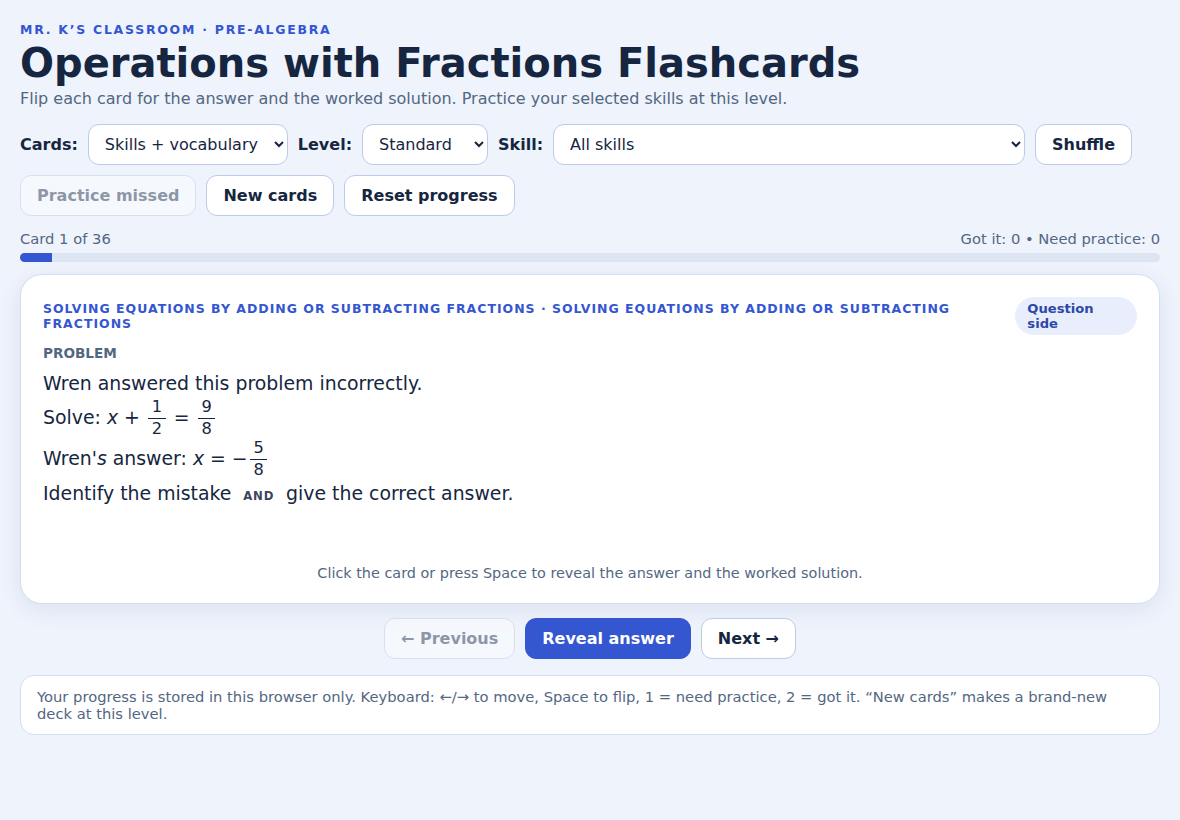 MR. K'S CLASSROOM · PRE-ALGEBRA
Operations with Fractions Flashcards
Flip each card for the answer and the worked solution. Practice your selected skills at this level.
Cards: Skills + vocabulary Level: Standard Skill: All skills Shuffle
Practice missed New cards Reset progress
Card 1 of 36 Got it: 0 • Need practice: 0
SOLVING EQUATIONS BY ADDING OR SUBTRACTING FRACTIONS · SOLVING EQUATIONS BY ADDING OR SUBTRACTING
FRACTIONS
Question
side
PROBLEM
Wren answered this problem incorrectly.
Solve: x + 1/2 = 9/8
Wren's answer: x = −5/8
Identify the mistake AND give the correct answer.
Click the card or press Space to reveal the answer and the worked solution.
← Previous Reveal answer Next →
Your progress is stored in this browser only. Keyboard: ←/→ to move, Space to flip, 1 = need practice, 2 = got it. “New cards” makes a brand-new
deck at this level.